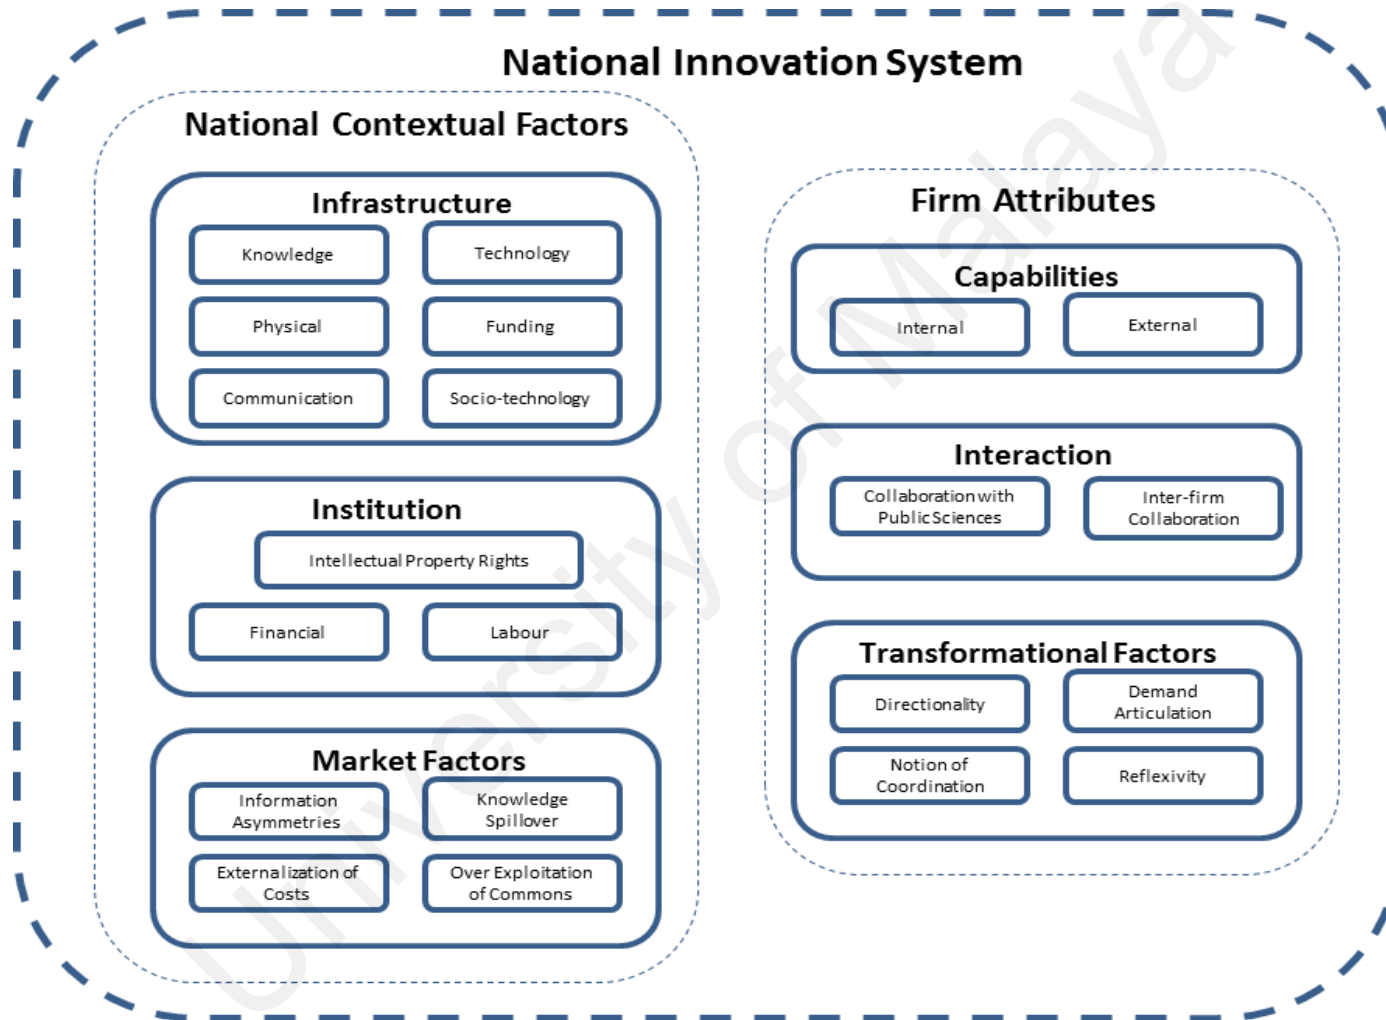 National Innovation System
National Contextual Factors
Infrastructure
Knowledge
Technology
Physical
Funding
Communication
Socio-technology
Institution
Intellectual Property Rights
Financial
Labour
Market Factors
Information
Asymmetries
Knowledge
Spillover
Externalization of
Costs
Over Exploitation
of Commons
Firm Attributes
Capabilities
Internal
External
Interaction
Collaboration with
Public Sciences
Inter-firm
Collaboration
Transformational Factors
Directionality
Demand
Articulation
Notion of
Coordination
Reflexivity
University of Malaya